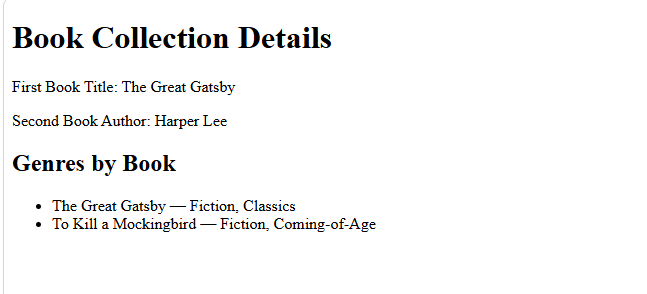 Book Collection Details
First Book Title: The Great Gatsby
Second Book Author: Harper Lee
Genres by Book
• The Great Gatsby — Fiction, Classics
• To Kill a Mockingbird — Fiction, Coming-of-Age